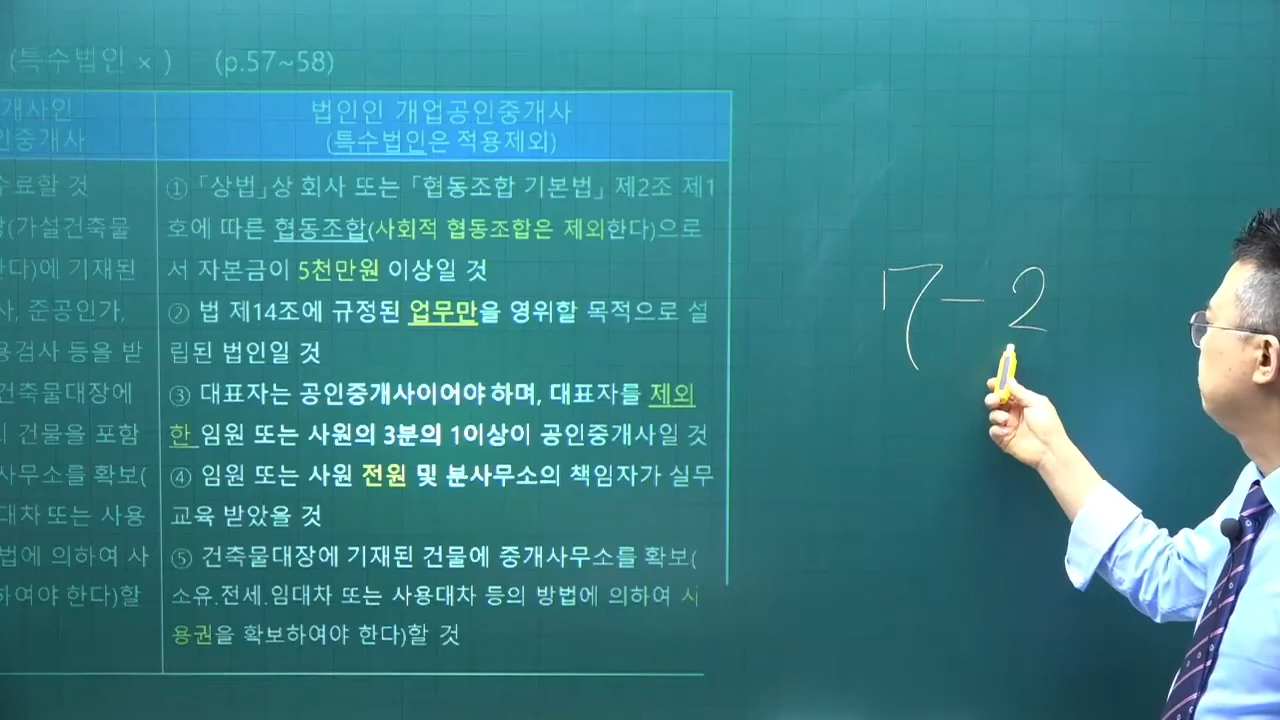 (특수법인 × ) (p.57~58)
개사인
인중개사
수료할 것
(가설건축물
한다)에 기재된
사, 준공인가,
용검사 등을 받
건축물대장에
건물을 포함
사무소를 확보(
대차 또는 사용
법에 의하여 사
하여야 한다)할
법인인 개업공인중개사
(특수법인은 적용제외)
① 「상법」상 회사 또는 「협동조합 기본법」 제2조 제1
호에 따른 협동조합(사회적 협동조합은 제외한다)으로
서 자본금이 5천만원 이상일 것
② 법 제14조에 규정된 업무만을 영위할 목적으로 설
립된 법인일 것
③ 대표자는 공인중개사이어야 하며, 대표자를 제외
한 임원 또는 사원의 3분의 1이상이 공인중개사일 것
④ 임원 또는 사원 전원 및 분사무소의 책임자가 실무
교육 받았을 것
⑤ 건축물대장에 기재된 건물에 중개사무소를 확보(
소유.전세.임대차 또는 사용대차 등의 방법에 의하여 사
용권을 확보하여야 한다)할 것
7-2